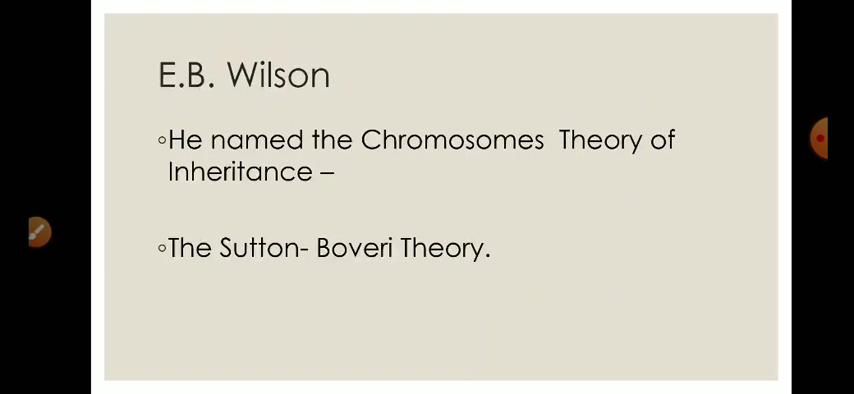 E.B. Wilson
◦He named the Chromosomes Theory of
Inheritance –
◦The Sutton- Boveri Theory.